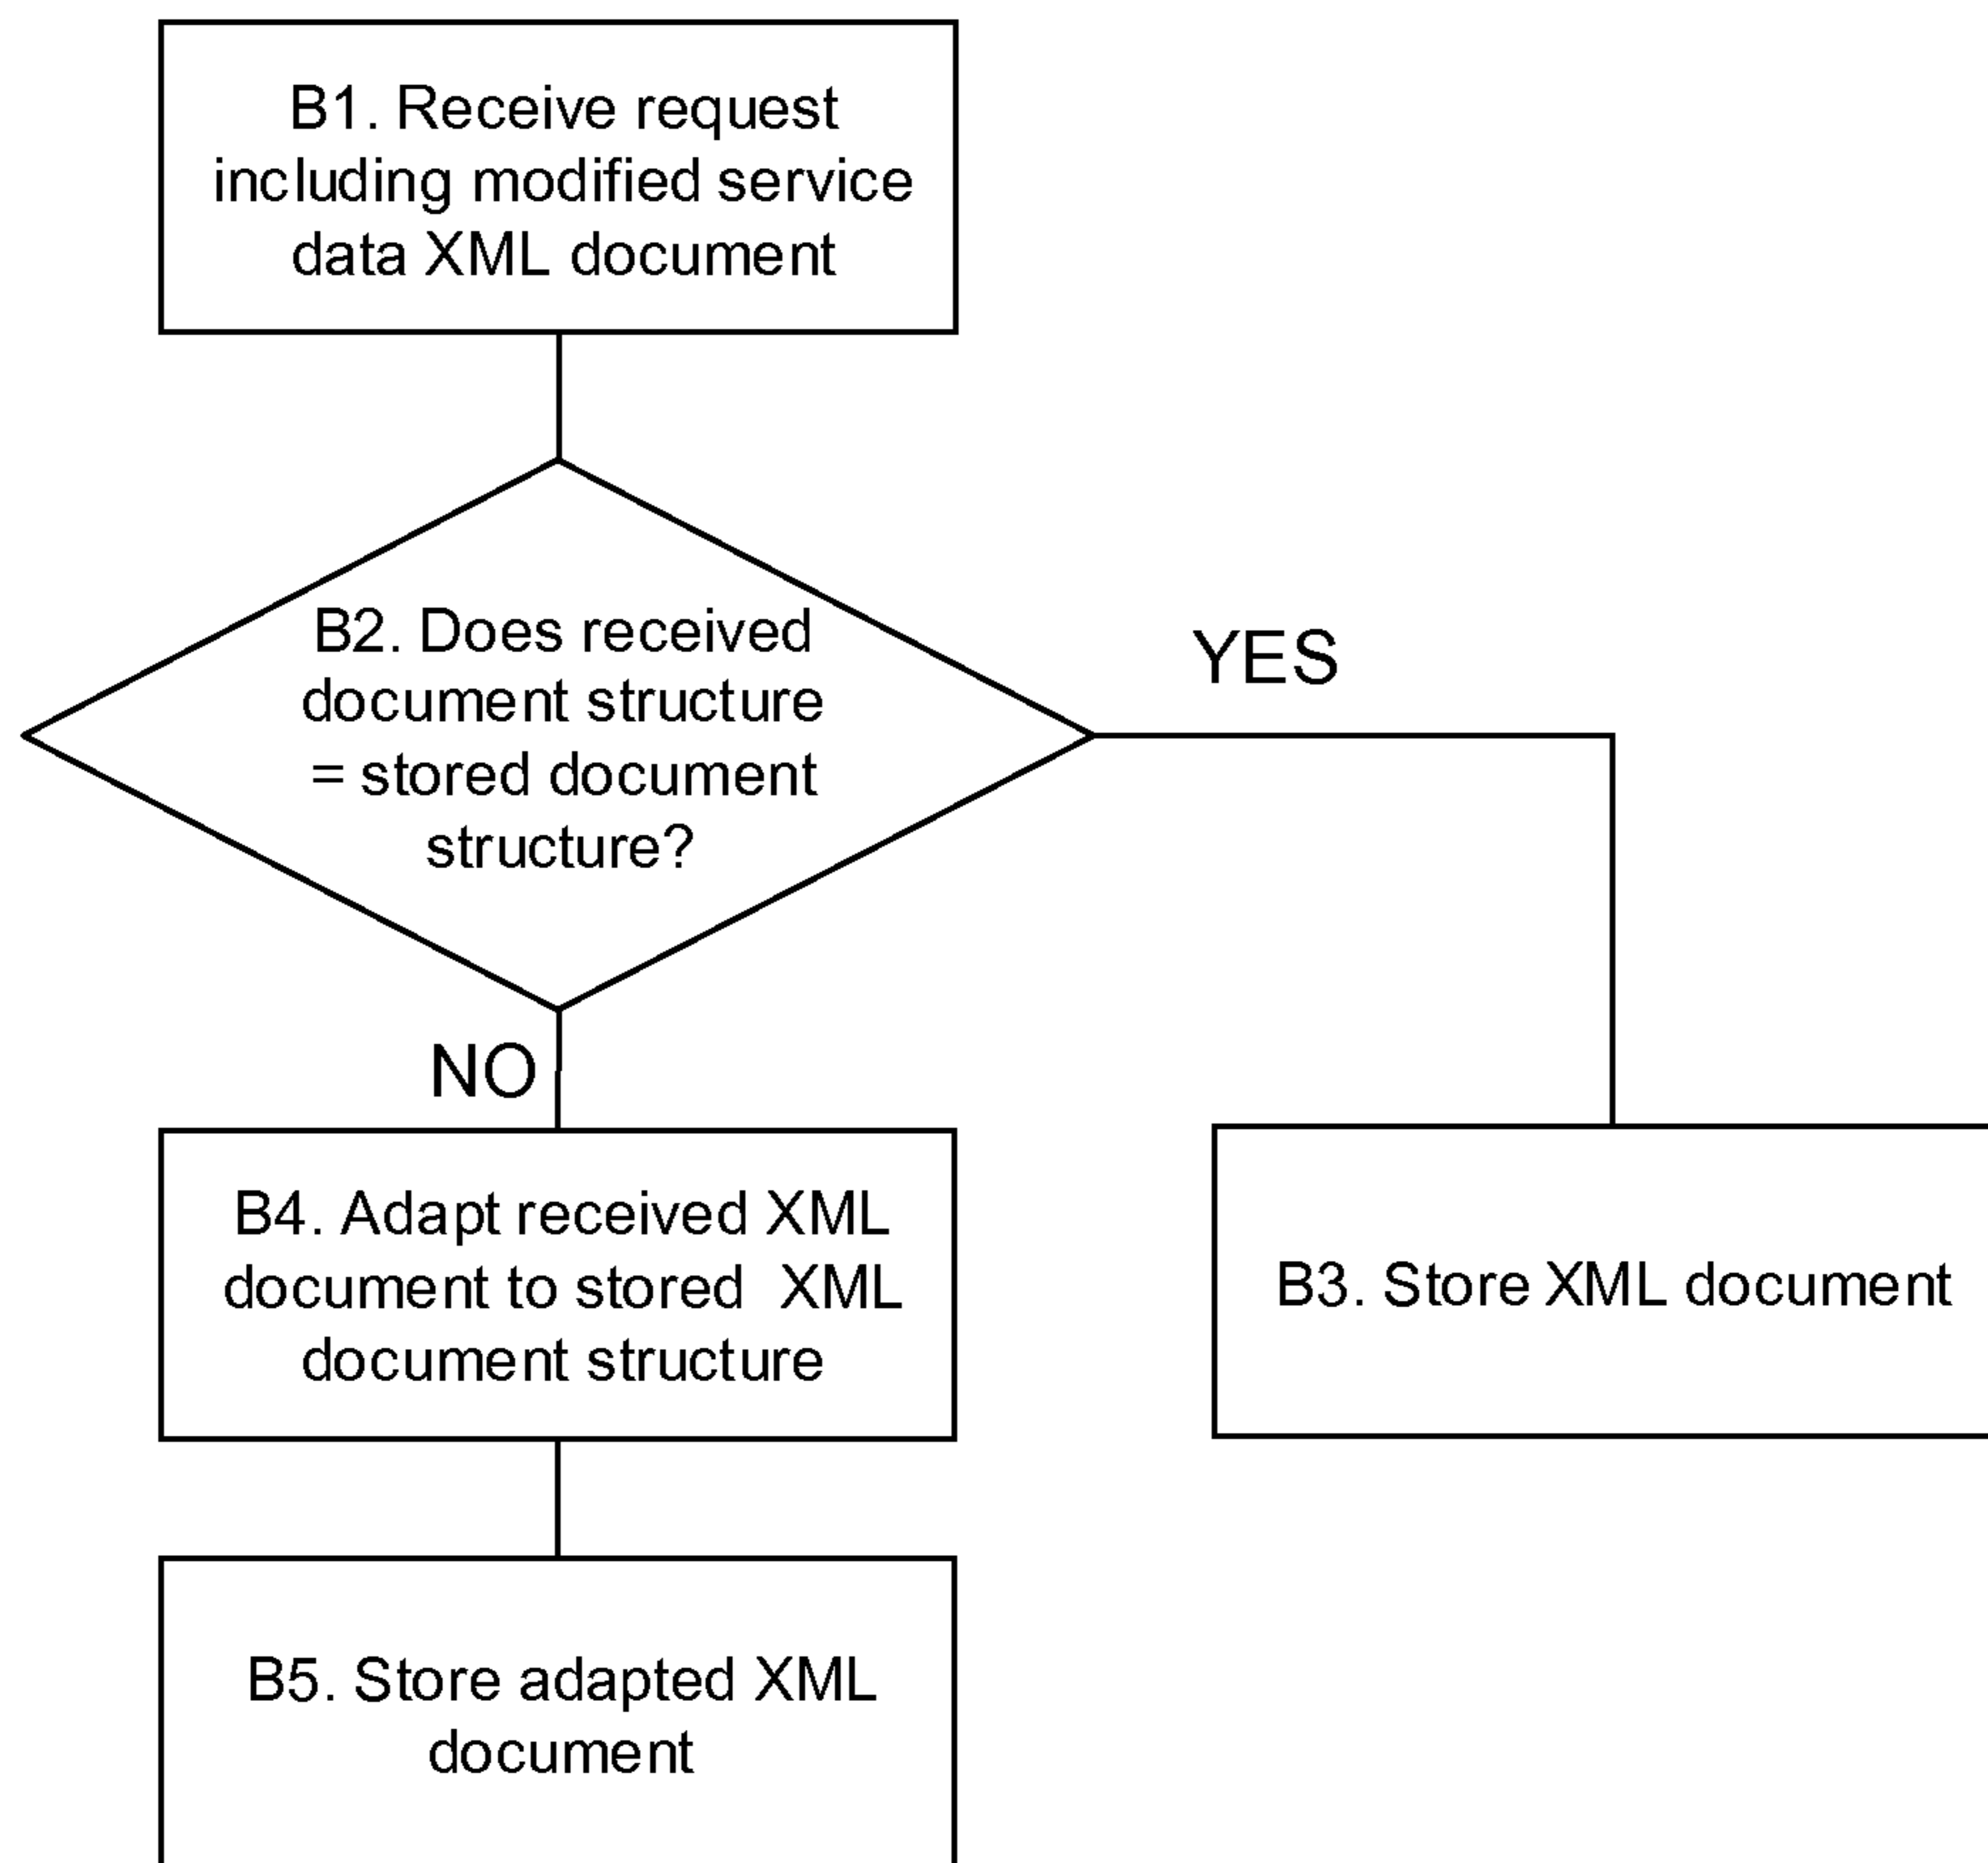 B1. Receive request
including modified service
data XML document
B2. Does received
document structure
= stored document
structure?
YES
NO
B4. Adapt received XML
document to stored XML
document structure
B3. Store XML document
B5. Store adapted XML
document